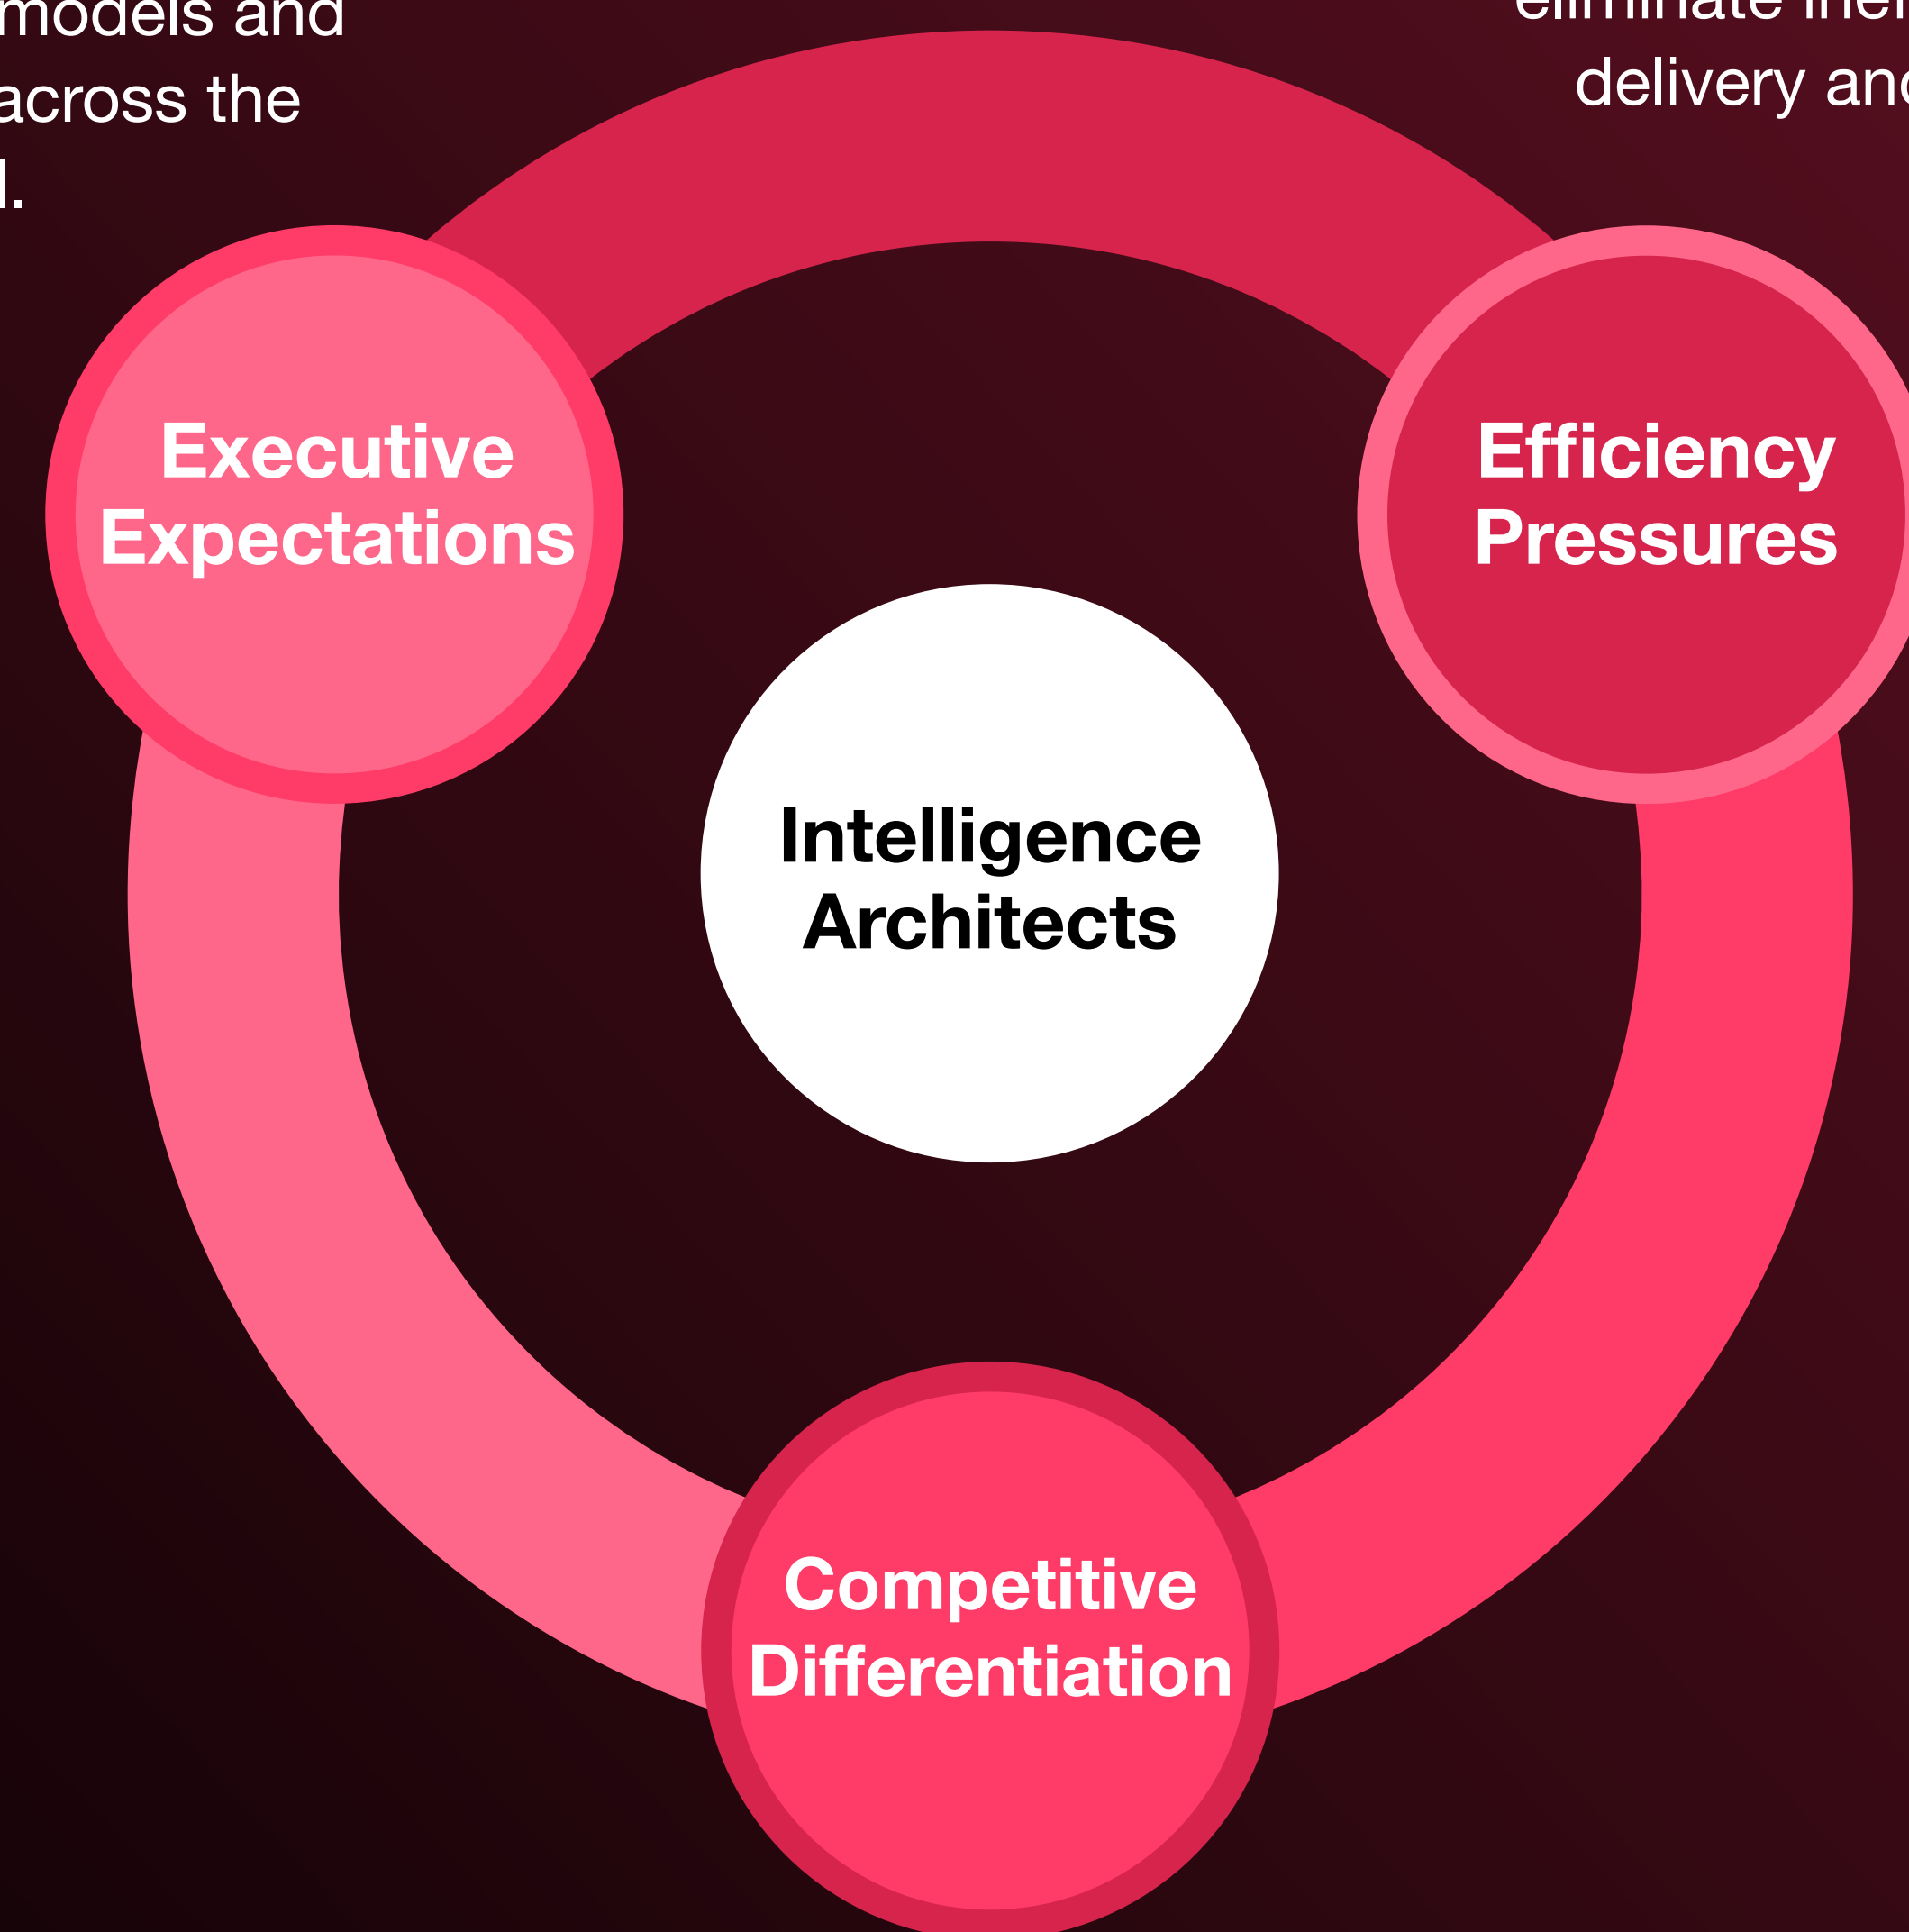 models and
across the
delivery and
Executive
Expectations
Efficiency
Pressures
Intelligence
Architects
Competitive
Differentiation